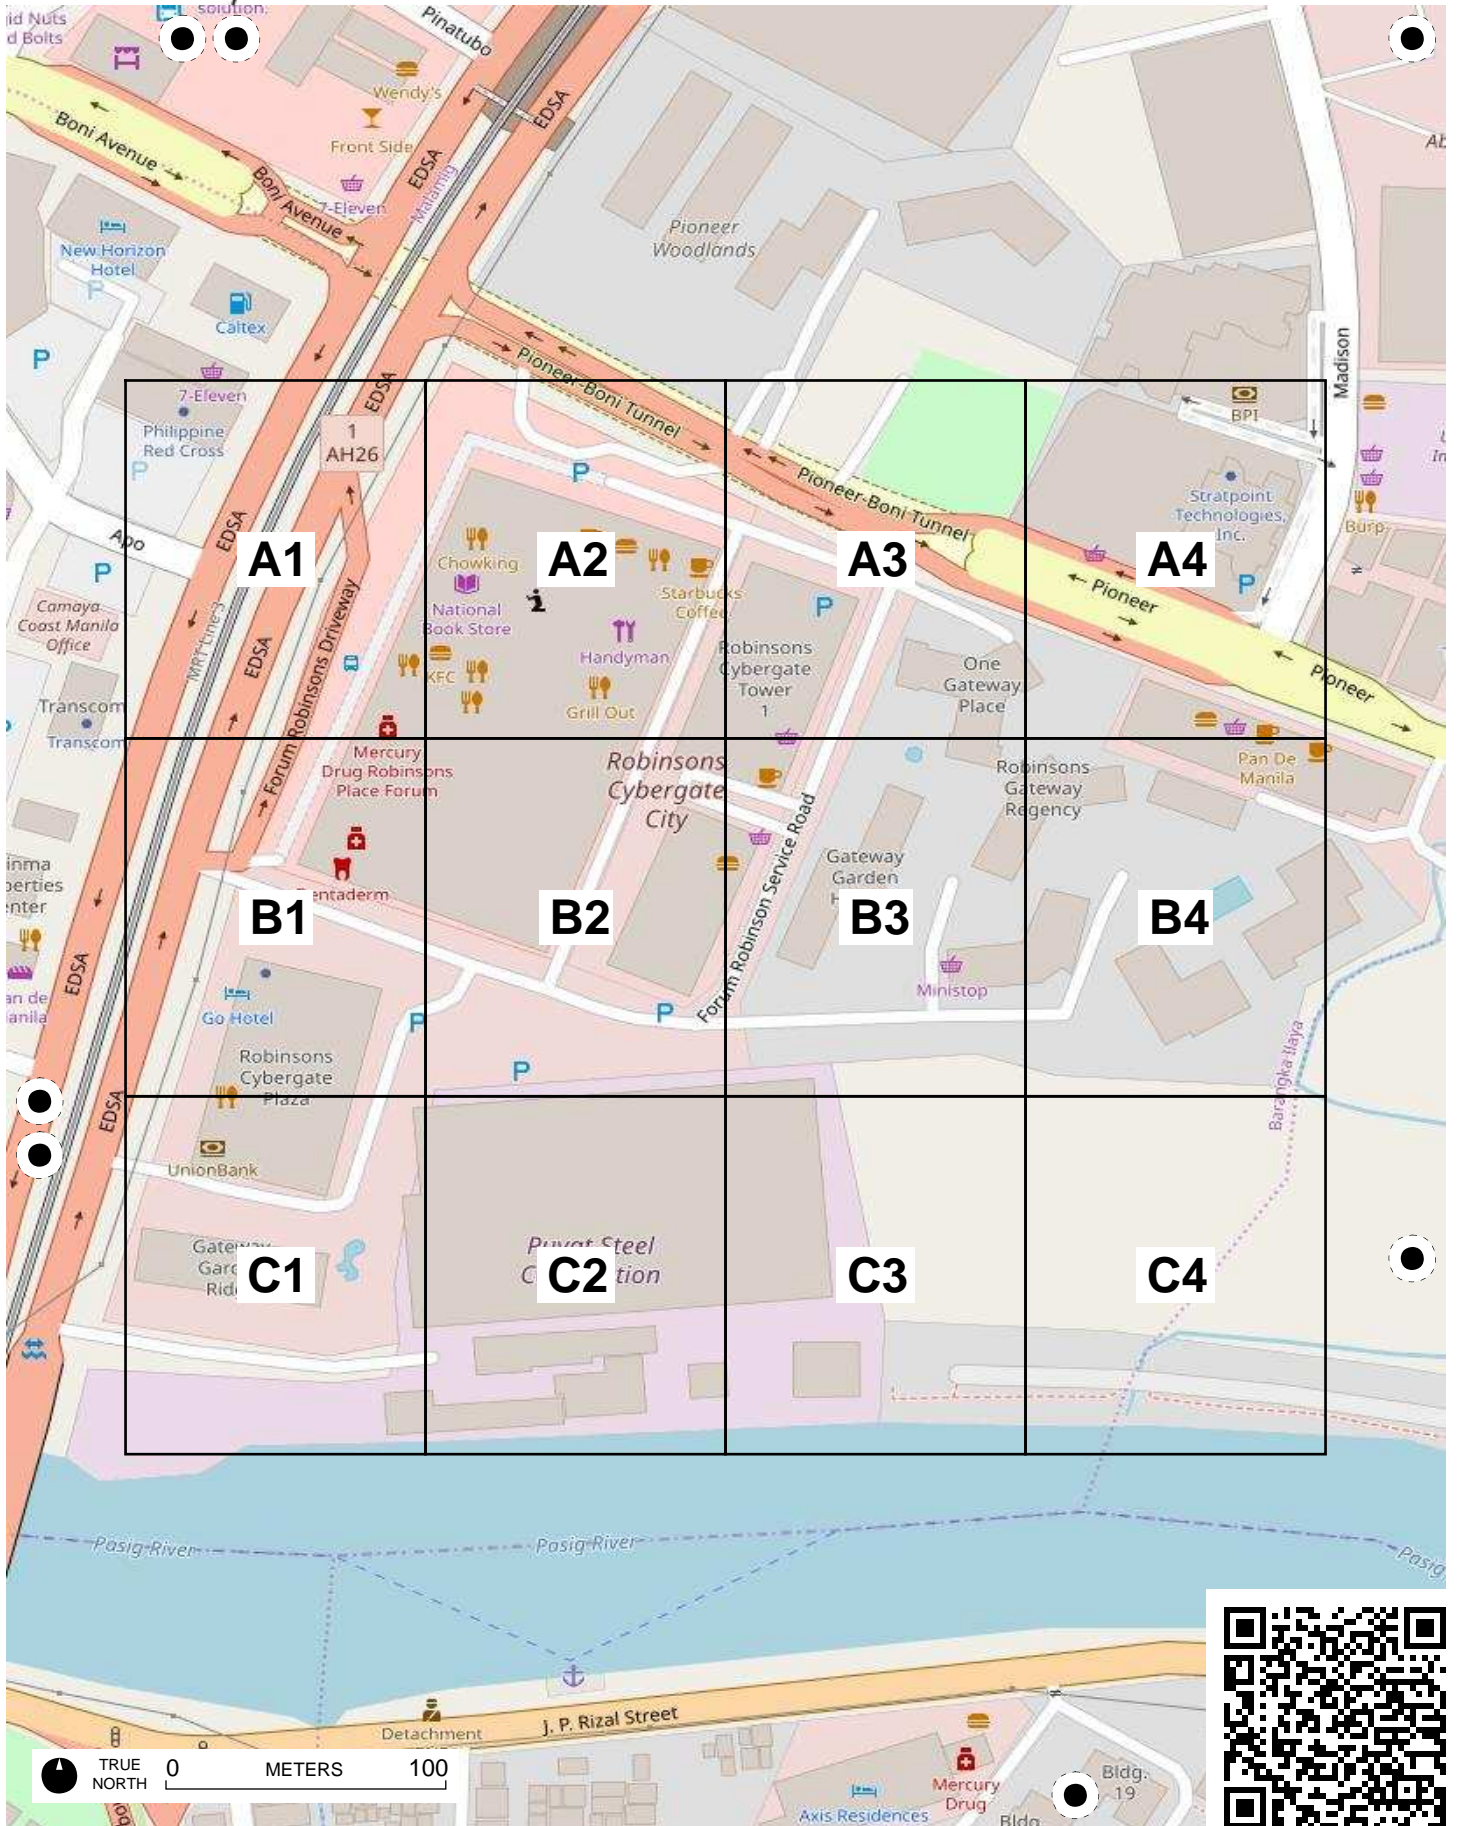 solution.
d Bolts
Pinatubo
Wendy's
Front Side
EDSA
EDSA
Malamig
Boni Avenue
Boni Avenue
7-Eleven
New Horizon
Hotel
P
Caltex
P
Pioneer
Woodlands
Madison
7-Eleven
Philippine
Red Cross
P
EDSA
1
AH26
Pioneer-Boni Tunnel
P
Pioneer-Boni Tunnel
BPI
Stratpoint
Technologies,
Inc.
Burp
Apo
EDSA
A1
A2
A3
A4
P
Chowking
National
Book Store
Starbucks
Coffee
P
P
Pioneer
Camaya
Coast Manila
Office
MRT Line 3
EDSA
Forum Robinsons Driveway
Handyman
KFC
Grill Out
Robinsons
Cybergate
Tower
1
One
Gateway
Place
Pioneer
Transcom
Transcom
Mercury
Drug Robinsons
Place Forum
Robinsons
Cybergate
City
Robinsons
Gateway
Regency
Pan De
Manila
Forum Robinson Service Road
Gateway
Garden
B1
B2
B3
B4
EDSA
Go Hotel
P
P
P
Ministop
Robinsons
Cybergate
Plaza
Barangka Ilaya
EDSA
UnionBank
C1
C2
C3
C4
Pasig River
Pasig River
Pasig
Detachment
J. P. Rizal Street
TRUE
NORTH
0
METERS
100
Axis Residences
Mercury
Drug
Bldg.
19
Bldg